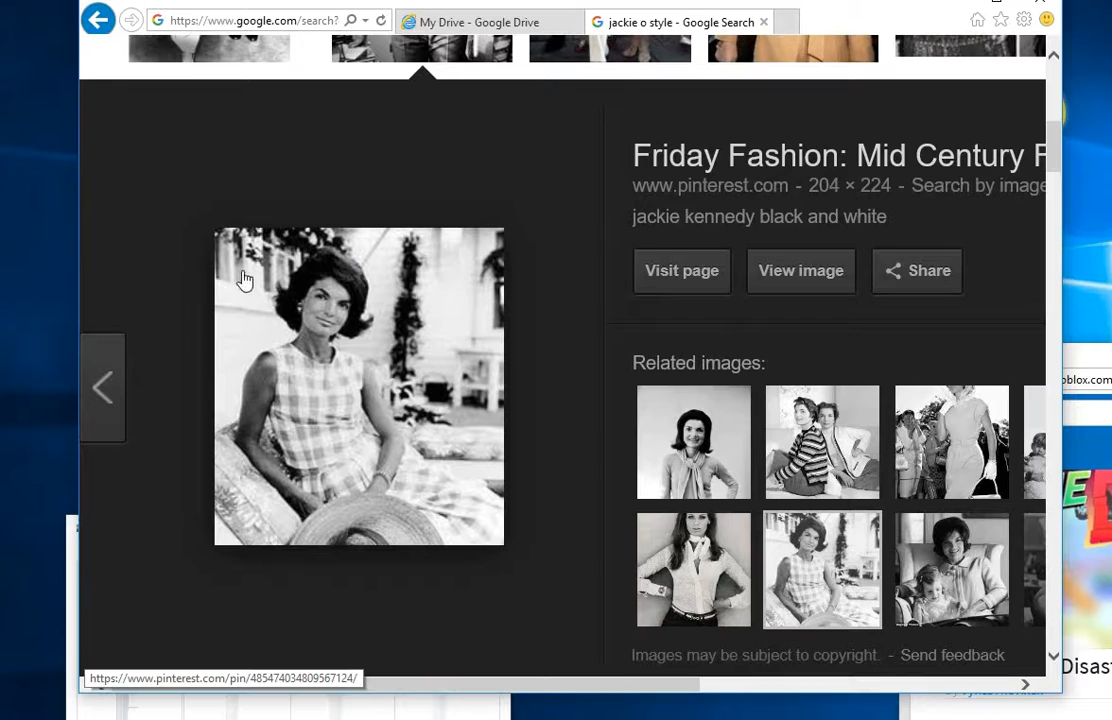 https://www.google.com/search?
My Drive - Google Drive
jackie o style - Google Search
Friday Fashion: Mid Century
www.pinterest.com - 204 × 224 - Search by image
jackie kennedy black and white
Visit page
View image
Share
Related images:
Images may be subject to copyright. - Send feedback
https://www.pinterest.com/pin/485474034809567124/
oblox.com
Disas